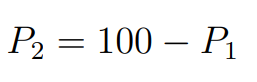 P₂ = 100 − P₁